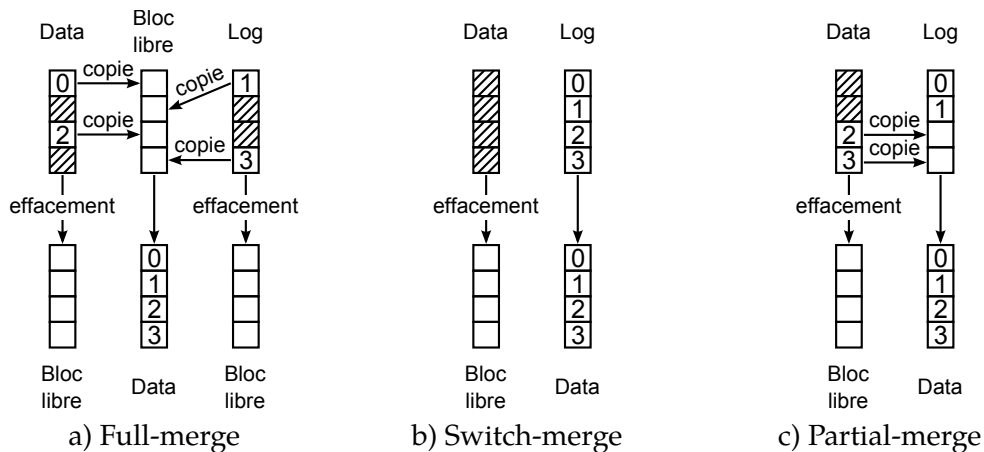 Data
Bloc
libre
Log
0
2
copie
copie
copie
copie
1
3
effacement
effacement
0
1
2
3
Bloc
libre
Data
Bloc
libre
a) Full-merge
Data
Log
0
1
2
3
effacement
0
1
2
3
Bloc
libre
Data
b) Switch-merge
Data
Log
2
3
copie
copie
0
1
effacement
0
1
2
3
Bloc
libre
Data
c) Partial-merge